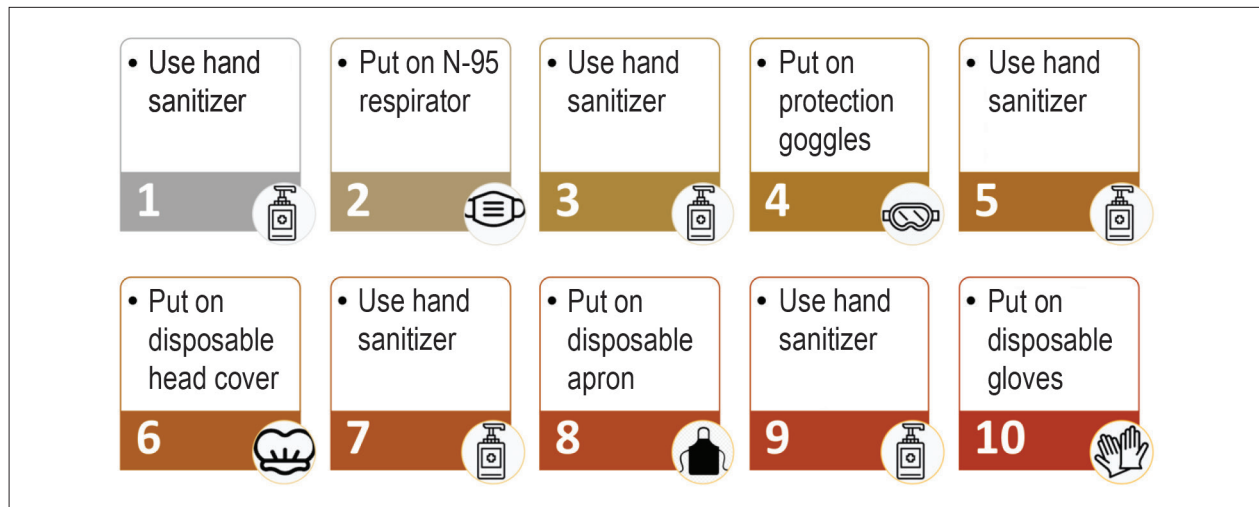 • Use hand
sanitizer
1
• Put on N-95
respirator
2
• Use hand
sanitizer
3
• Put on
protection
goggles
4
• Use hand
sanitizer
5
• Put on
disposable
head cover
6
• Use hand
sanitizer
7
• Put on
disposable
apron
8
• Use hand
sanitizer
9
• Put on
disposable
gloves
10